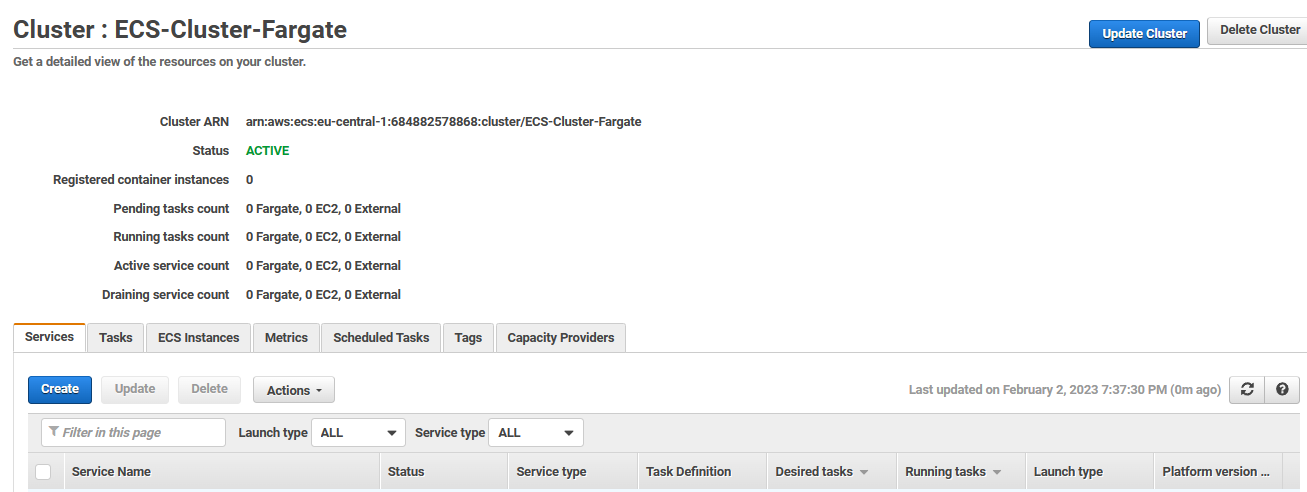 Cluster : ECS-Cluster-Fargate
Update Cluster
Delete Cluster
Get a detailed view of the resources on your cluster.
Cluster ARN arn:aws:ecs:eu-central-1:684882578868:cluster/ECS-Cluster-Fargate
Status ACTIVE
Registered container instances 0
Pending tasks count 0 Fargate, 0 EC2, 0 External
Running tasks count 0 Fargate, 0 EC2, 0 External
Active service count 0 Fargate, 0 EC2, 0 External
Draining service count 0 Fargate, 0 EC2, 0 External
Services Tasks ECS Instances Metrics Scheduled Tasks Tags Capacity Providers
Create Update Delete Actions Last updated on February 2, 2023 7:37:30 PM (0m ago)
Filter in this page Launch type ALL Service type ALL
Service Name Status Service type Task Definition Desired tasks Running tasks Launch type Platform version ...